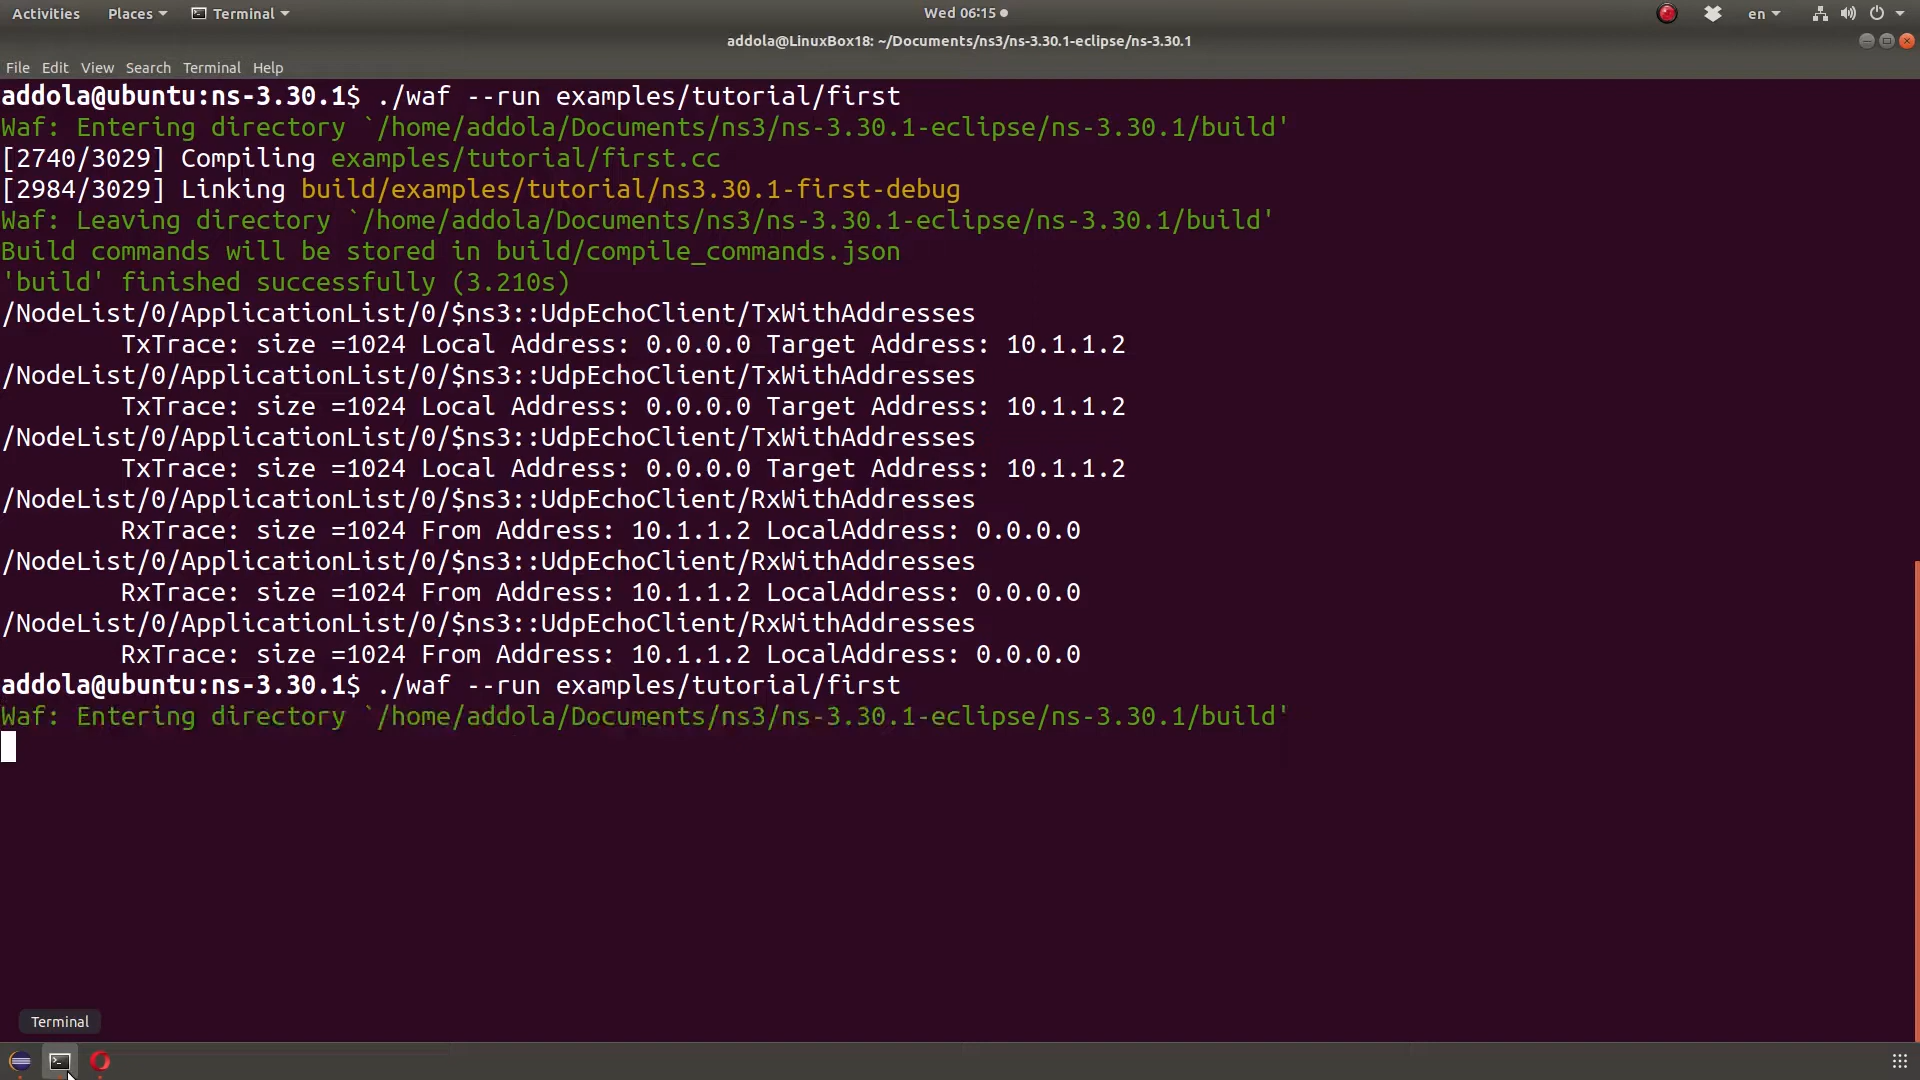 Activities Places Terminal Wed 06:15 en
addola@LinuxBox18: ~/Documents/ns3/ns-3.30.1-eclipse/ns-3.30.1
File Edit View Search Terminal Help
addola@ubuntu:ns-3.30.1$ ./waf --run examples/tutorial/first
Waf: Entering directory `/home/addola/Documents/ns3/ns-3.30.1-eclipse/ns-3.30.1/build'
[2740/3029] Compiling examples/tutorial/first.cc
[2984/3029] Linking build/examples/tutorial/ns3.30.1-first-debug
Waf: Leaving directory `/home/addola/Documents/ns3/ns-3.30.1-eclipse/ns-3.30.1/build'
Build commands will be stored in build/compile_commands.json
'build' finished successfully (3.210s)
/NodeList/0/ApplicationList/0/$ns3::UdpEchoClient/TxWithAddresses
TxTrace: size =1024 Local Address: 0.0.0.0 Target Address: 10.1.1.2
/NodeList/0/ApplicationList/0/$ns3::UdpEchoClient/TxWithAddresses
TxTrace: size =1024 Local Address: 0.0.0.0 Target Address: 10.1.1.2
/NodeList/0/ApplicationList/0/$ns3::UdpEchoClient/TxWithAddresses
TxTrace: size =1024 Local Address: 0.0.0.0 Target Address: 10.1.1.2
/NodeList/0/ApplicationList/0/$ns3::UdpEchoClient/RxWithAddresses
RxTrace: size =1024 From Address: 10.1.1.2 LocalAddress: 0.0.0.0
/NodeList/0/ApplicationList/0/$ns3::UdpEchoClient/RxWithAddresses
RxTrace: size =1024 From Address: 10.1.1.2 LocalAddress: 0.0.0.0
/NodeList/0/ApplicationList/0/$ns3::UdpEchoClient/RxWithAddresses
RxTrace: size =1024 From Address: 10.1.1.2 LocalAddress: 0.0.0.0
addola@ubuntu:ns-3.30.1$ ./waf --run examples/tutorial/first
Waf: Entering directory `/home/addola/Documents/ns3/ns-3.30.1-eclipse/ns-3.30.1/build'
Terminal